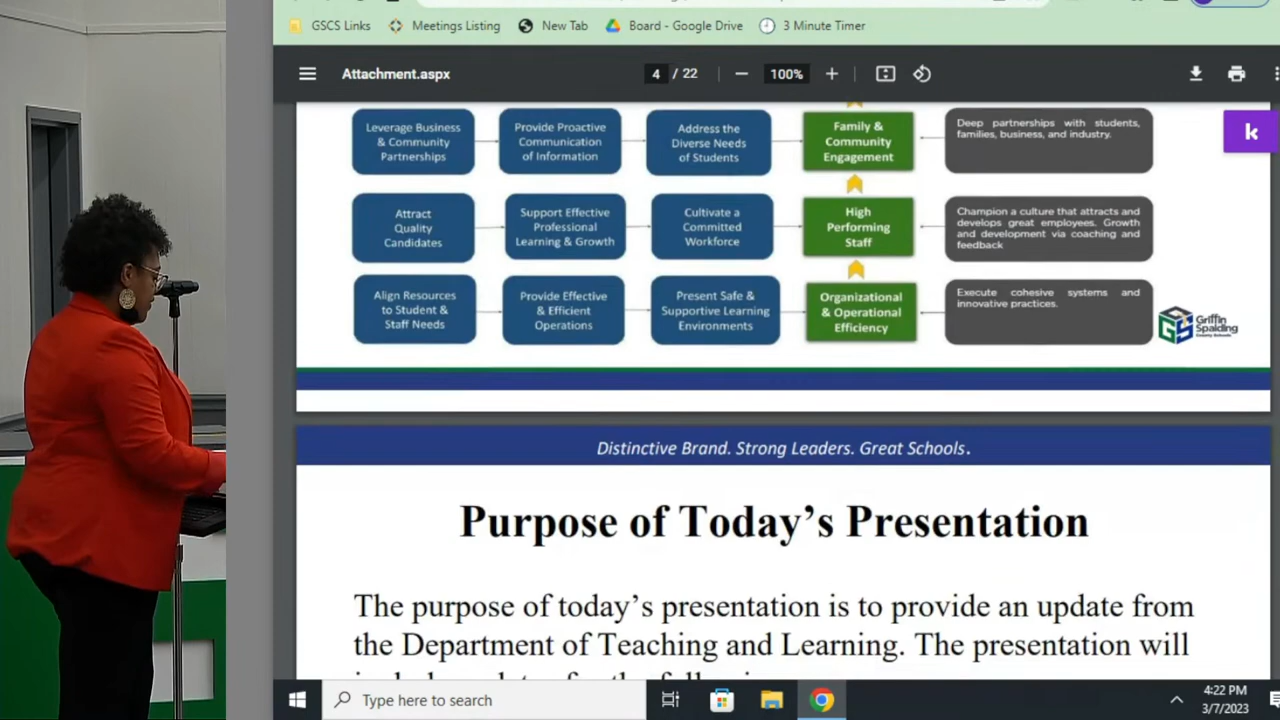 GSCS Links
Meetings Listing
New Tab
Board - Google Drive
3 Minute Timer
Attachment.aspx
4 / 22
100%
k
Leverage Business
& Community
Partnerships
Provide Proactive
Communication
of Information
Address the
Diverse Needs
of Students
Family &
Community
Engagement
Deep partnerships with students,
families, business, and industry.
Attract
Quality
Candidates
Support Effective
Professional
Learning & Growth
Cultivate a
Committed
Workforce
High
Performing
Staff
Champion a culture that attracts and
develops great employees. Growth
and development via coaching and
feedback
Align Resources
to Student &
Staff Needs
Provide Effective
& Efficient
Operations
Present Safe &
Supportive Learning
Environments
Organizational
& Operational
Efficiency
Execute cohesive systems and
innovative practices.
Griffin
Spalding
County Schools
Distinctive Brand. Strong Leaders. Great Schools.
Purpose of Today's Presentation
The purpose of today's presentation is to provide an update from
the Department of Teaching and Learning. The presentation will
Type here to search
4:22 PM
3/7/2023